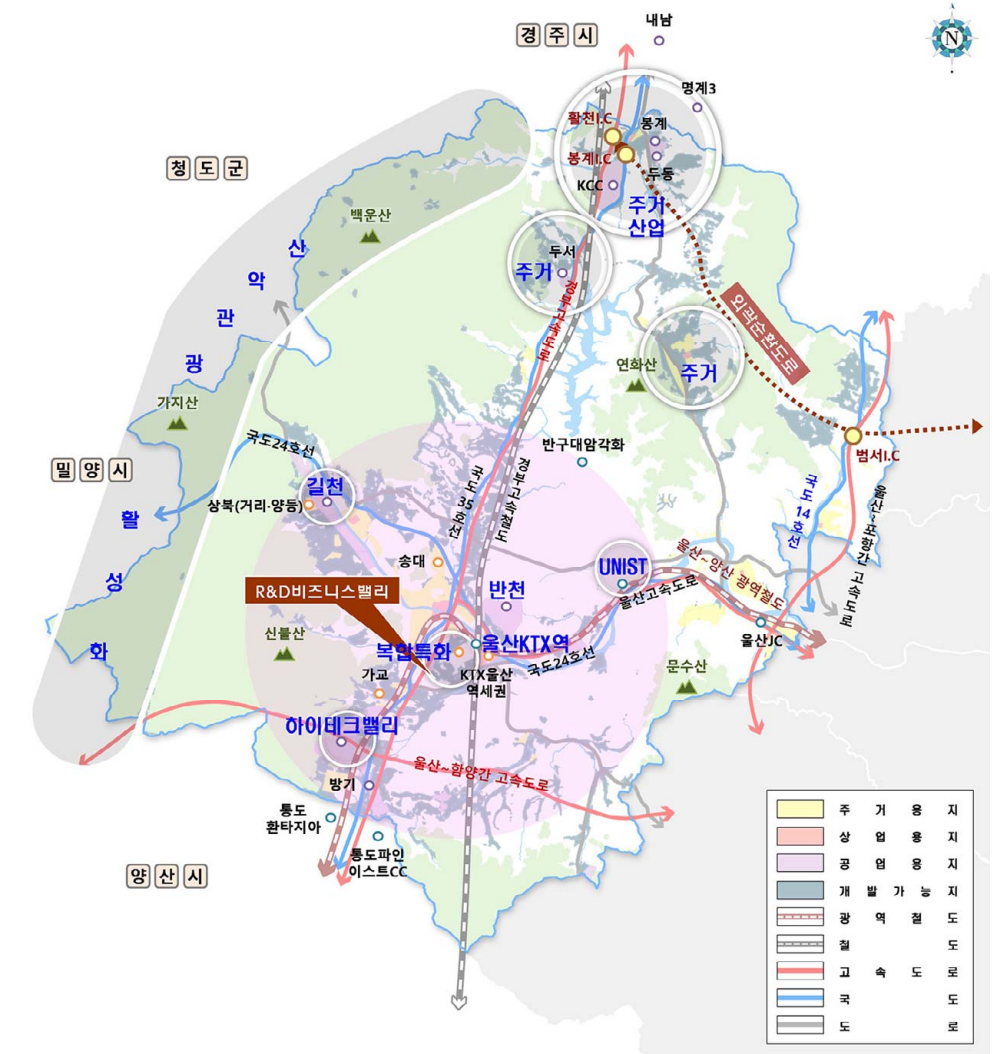 경주시
내남
N
명계3
활천I.C
봉계
봉계I.C
두동
KCC
주거
산업
청도군
백운산
두서
주거
경부고속도로
외곽순환도로
연화산
주거
산악관광활성화
가지산
국도24호선
밀양시
길천
상북(거리·양등)
반구대암각화
범서I.C
국도35호선
경부고속철도
국도14호선
울산~포항간 고속도로
송대
UNIST
울산~양산 광역철도
R&D비즈니스밸리
반천
울산고속도로
신불산
복합특화
울산KTX역
울산JC
가교
KTX울산
역세권
국도24호선
문수산
하이테크밸리
울산~함양간 고속도로
방기
통도
환타지아
통도파인
이스트CC
양산시
주거용지
상업용지
공업용지
개발가능지
광역철도
철도
고속도로
국도
도로